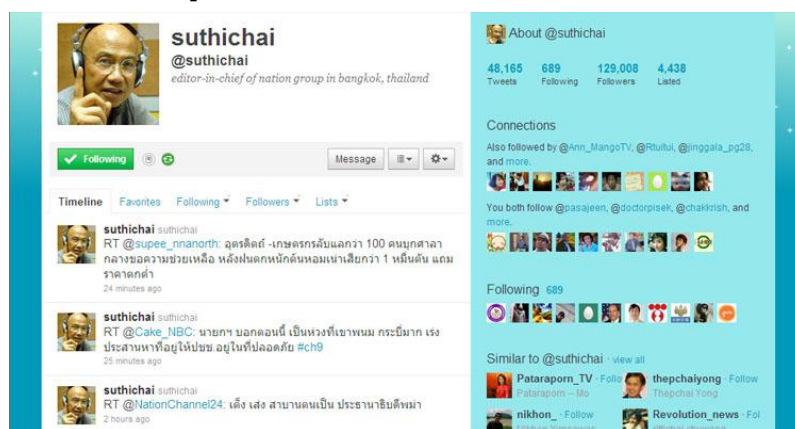 suthichai
@suthichai
editor-in-chief of nation group in bangkok, thailand
Following
Message
Timeline Favorites Following Followers Lists
suthichai suthichai
RT @supee_nnanorth: อุตรดิตถ์ -เกษตรกรลับแลกว่า 100 คนบุกศาลา
กลางขอความช่วยเหลือ หลังฝนตกหนักต้นหอมเน่าเสียกว่า 1 หมื่นตัน แถม
ราคาตกต่ำ
24 minutes ago
suthichai suthichai
RT @Cake_NBC: นายกฯ บอกตอนนี้ เป็นห่วงที่เขาพนม กระบี่มาก เร่ง
ประสานหาที่อยู่ให้ปชช.อยู่ในที่ปลอดภัย #ch9
25 minutes ago
suthichai suthichai
RT @NationChannel24: เต็ง เส่ง สาบานตนเป็น ประธานาธิบดีพม่า
2 hours ago
About @suthichai
48,165 689 129,008 4,438
Tweets Following Followers Listed
Connections
Also followed by @Ann_MangoTV, @Rtuitui, @jinggala_pg28,
and more.
You both follow @pasajeen, @doctorpisek, @chakkrish, and
more.
Following 689
Similar to @suthichai · view all
Pataraporn_TV · Follo
Pataraporn -- Mo
thepchaiyong · Follow
Thepchai Yong
nikhon_ · Follow
Revolution_news · Fol